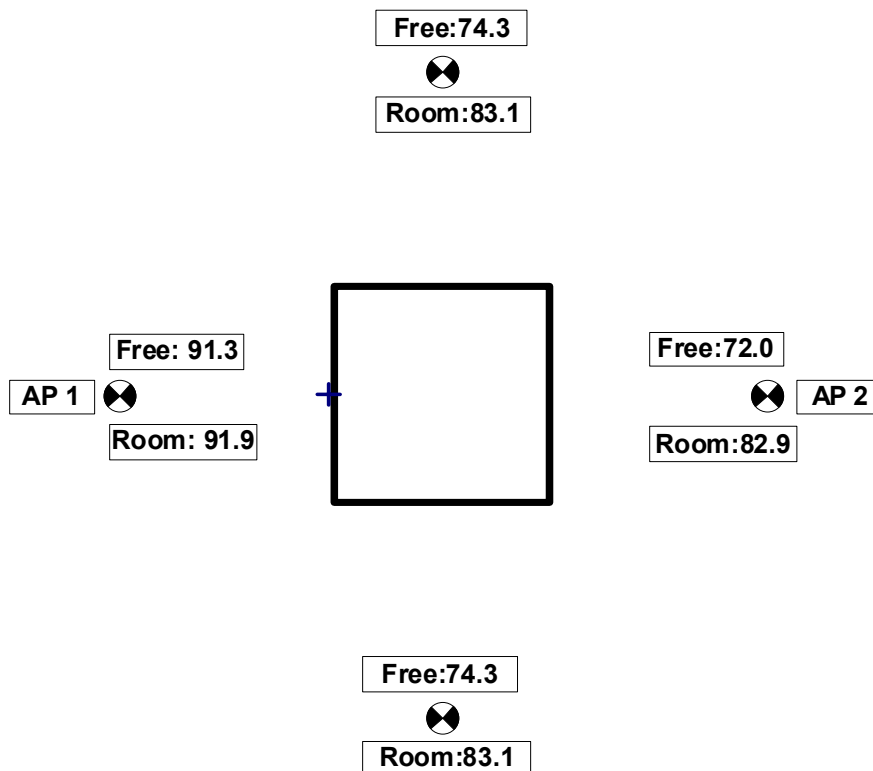 Free:74.3
Room:83.1
Free: 91.3
Free:72.0
AP 1
AP 2
Room: 91.9
Room:82.9
Free:74.3
Room:83.1